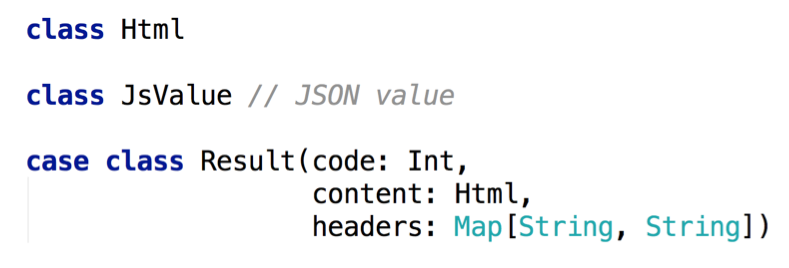 class Html
class JsValue // JSON value
case class Result(code: Int,
content: Html,
headers: Map[String, String])